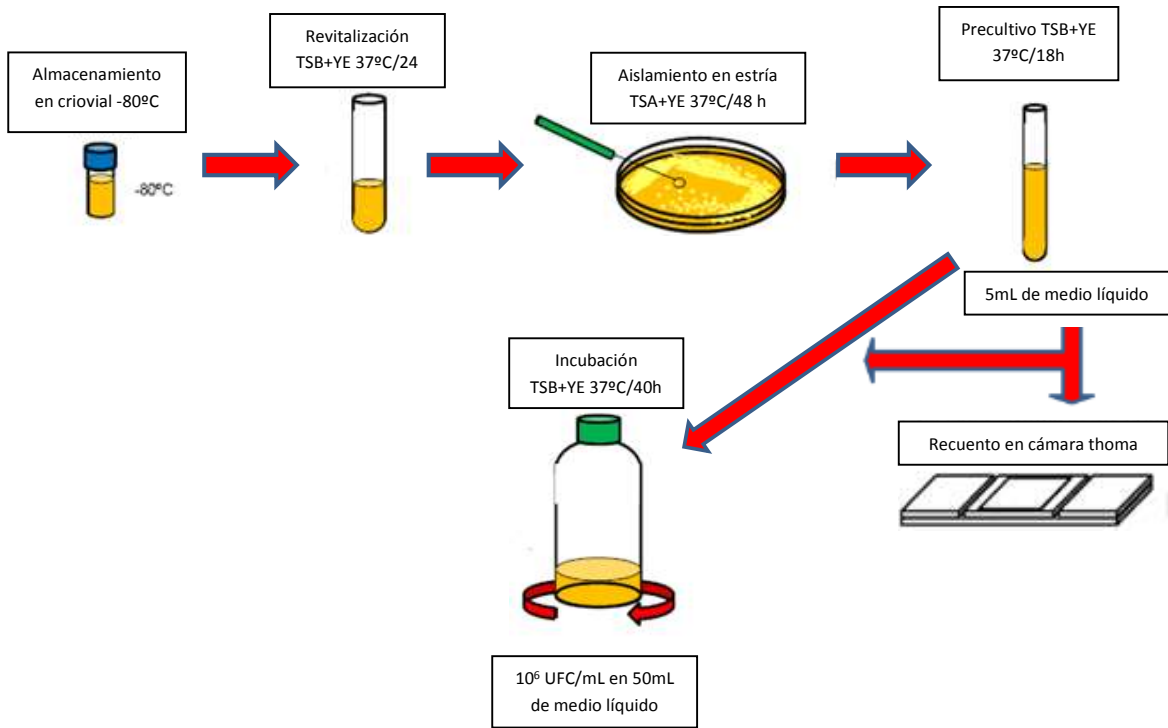 Almacenamiento
en criovial -80ºC
-80ºC
Revitalización
TSB+YE 37ºC/24
Aislamiento en estría
TSA+YE 37ºC/48 h
Precultivo TSB+YE
37ºC/18h
5mL de medio líquido
Incubación
TSB+YE 37ºC/40h
Recuento en cámara thoma
10⁶ UFC/mL en 50mL
de medio líquido